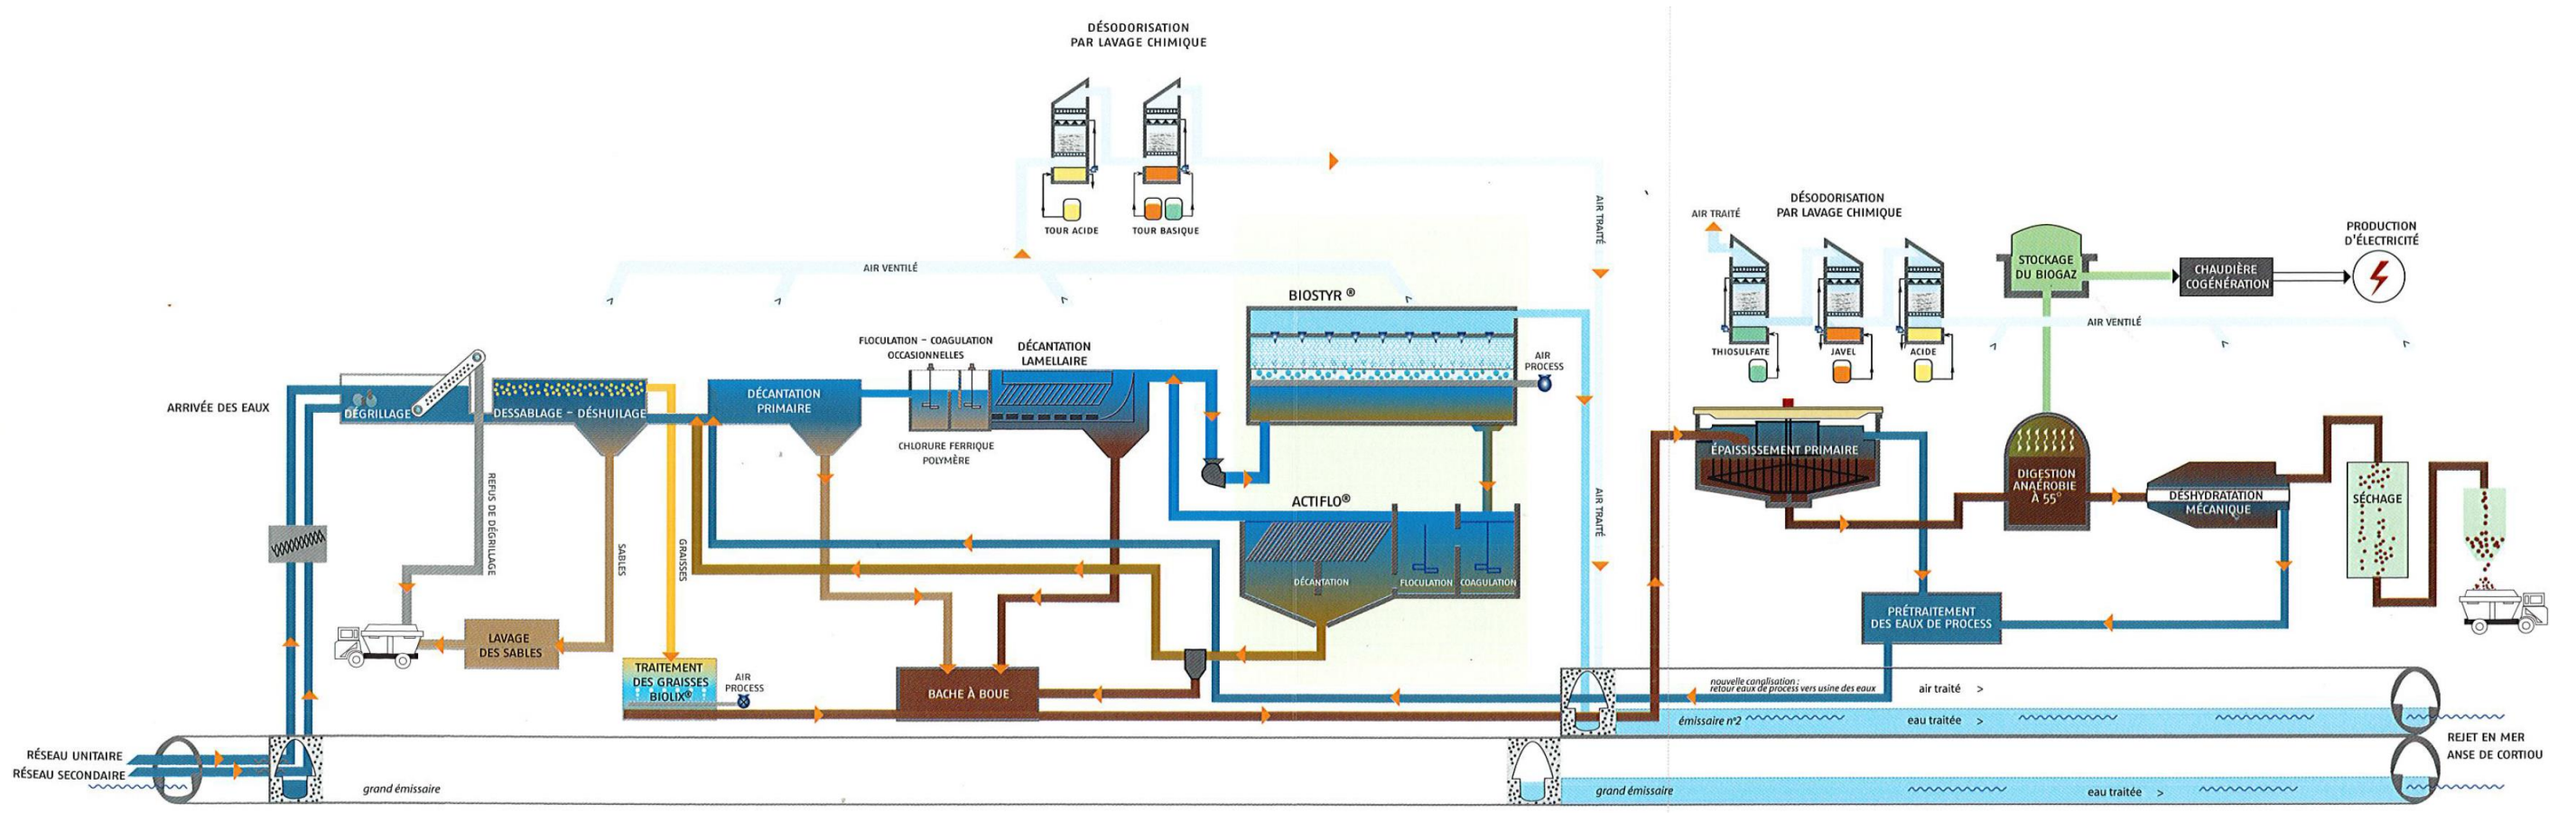 DÉSODORISATION
PAR LAVAGE CHIMIQUE
TOUR ACIDE
TOUR BASIQUE
AIR VENTILÉ
AIR TRAITÉ
AIR TRAITÉ
AIR TRAITÉ
DÉSODORISATION
PAR LAVAGE CHIMIQUE
THIOSULFATE
JAVEL
ACIDE
AIR VENTILÉ
STOCKAGE
DU BIOGAZ
CHAUDIÈRE
COGÉNÉRATION
PRODUCTION
D'ÉLECTRICITÉ
ARRIVÉE DES EAUX
DÉGRILLAGE
DESSABLAGE - DÉSHUILAGE
DÉCANTATION
PRIMAIRE
FLOCULATION - COAGULATION
OCCASIONNELLES
CHLORURE FERRIQUE
POLYMÈRE
DÉCANTATION
LAMELLAIRE
BIOSTYR ®
AIR
PROCESS
ACTIFLO®
DÉCANTATION
FLOCULATION
COAGULATION
ÉPAISSISSEMENT PRIMAIRE
DIGESTION
ANAÉROBIE
À 55°
DÉSHYDRATATION
MÉCANIQUE
SÉCHAGE
REFUS DE DÉGRILLAGE
SABLES
GRAISSES
LAVAGE
DES SABLES
TRAITEMENT
DES GRAISSES
BIOLIX®
AIR
PROCESS
BACHE À BOUE
PRÉTRAITEMENT
DES EAUX DE PROCESS
nouvelle canalisation :
retour eaux de process vers usine des eaux
air traité >
émissaire n°2
eau traitée >
RÉSEAU UNITAIRE
RÉSEAU SECONDAIRE
grand émissaire
grand émissaire
eau traitée >
REJET EN MER
ANSE DE CORTIOU